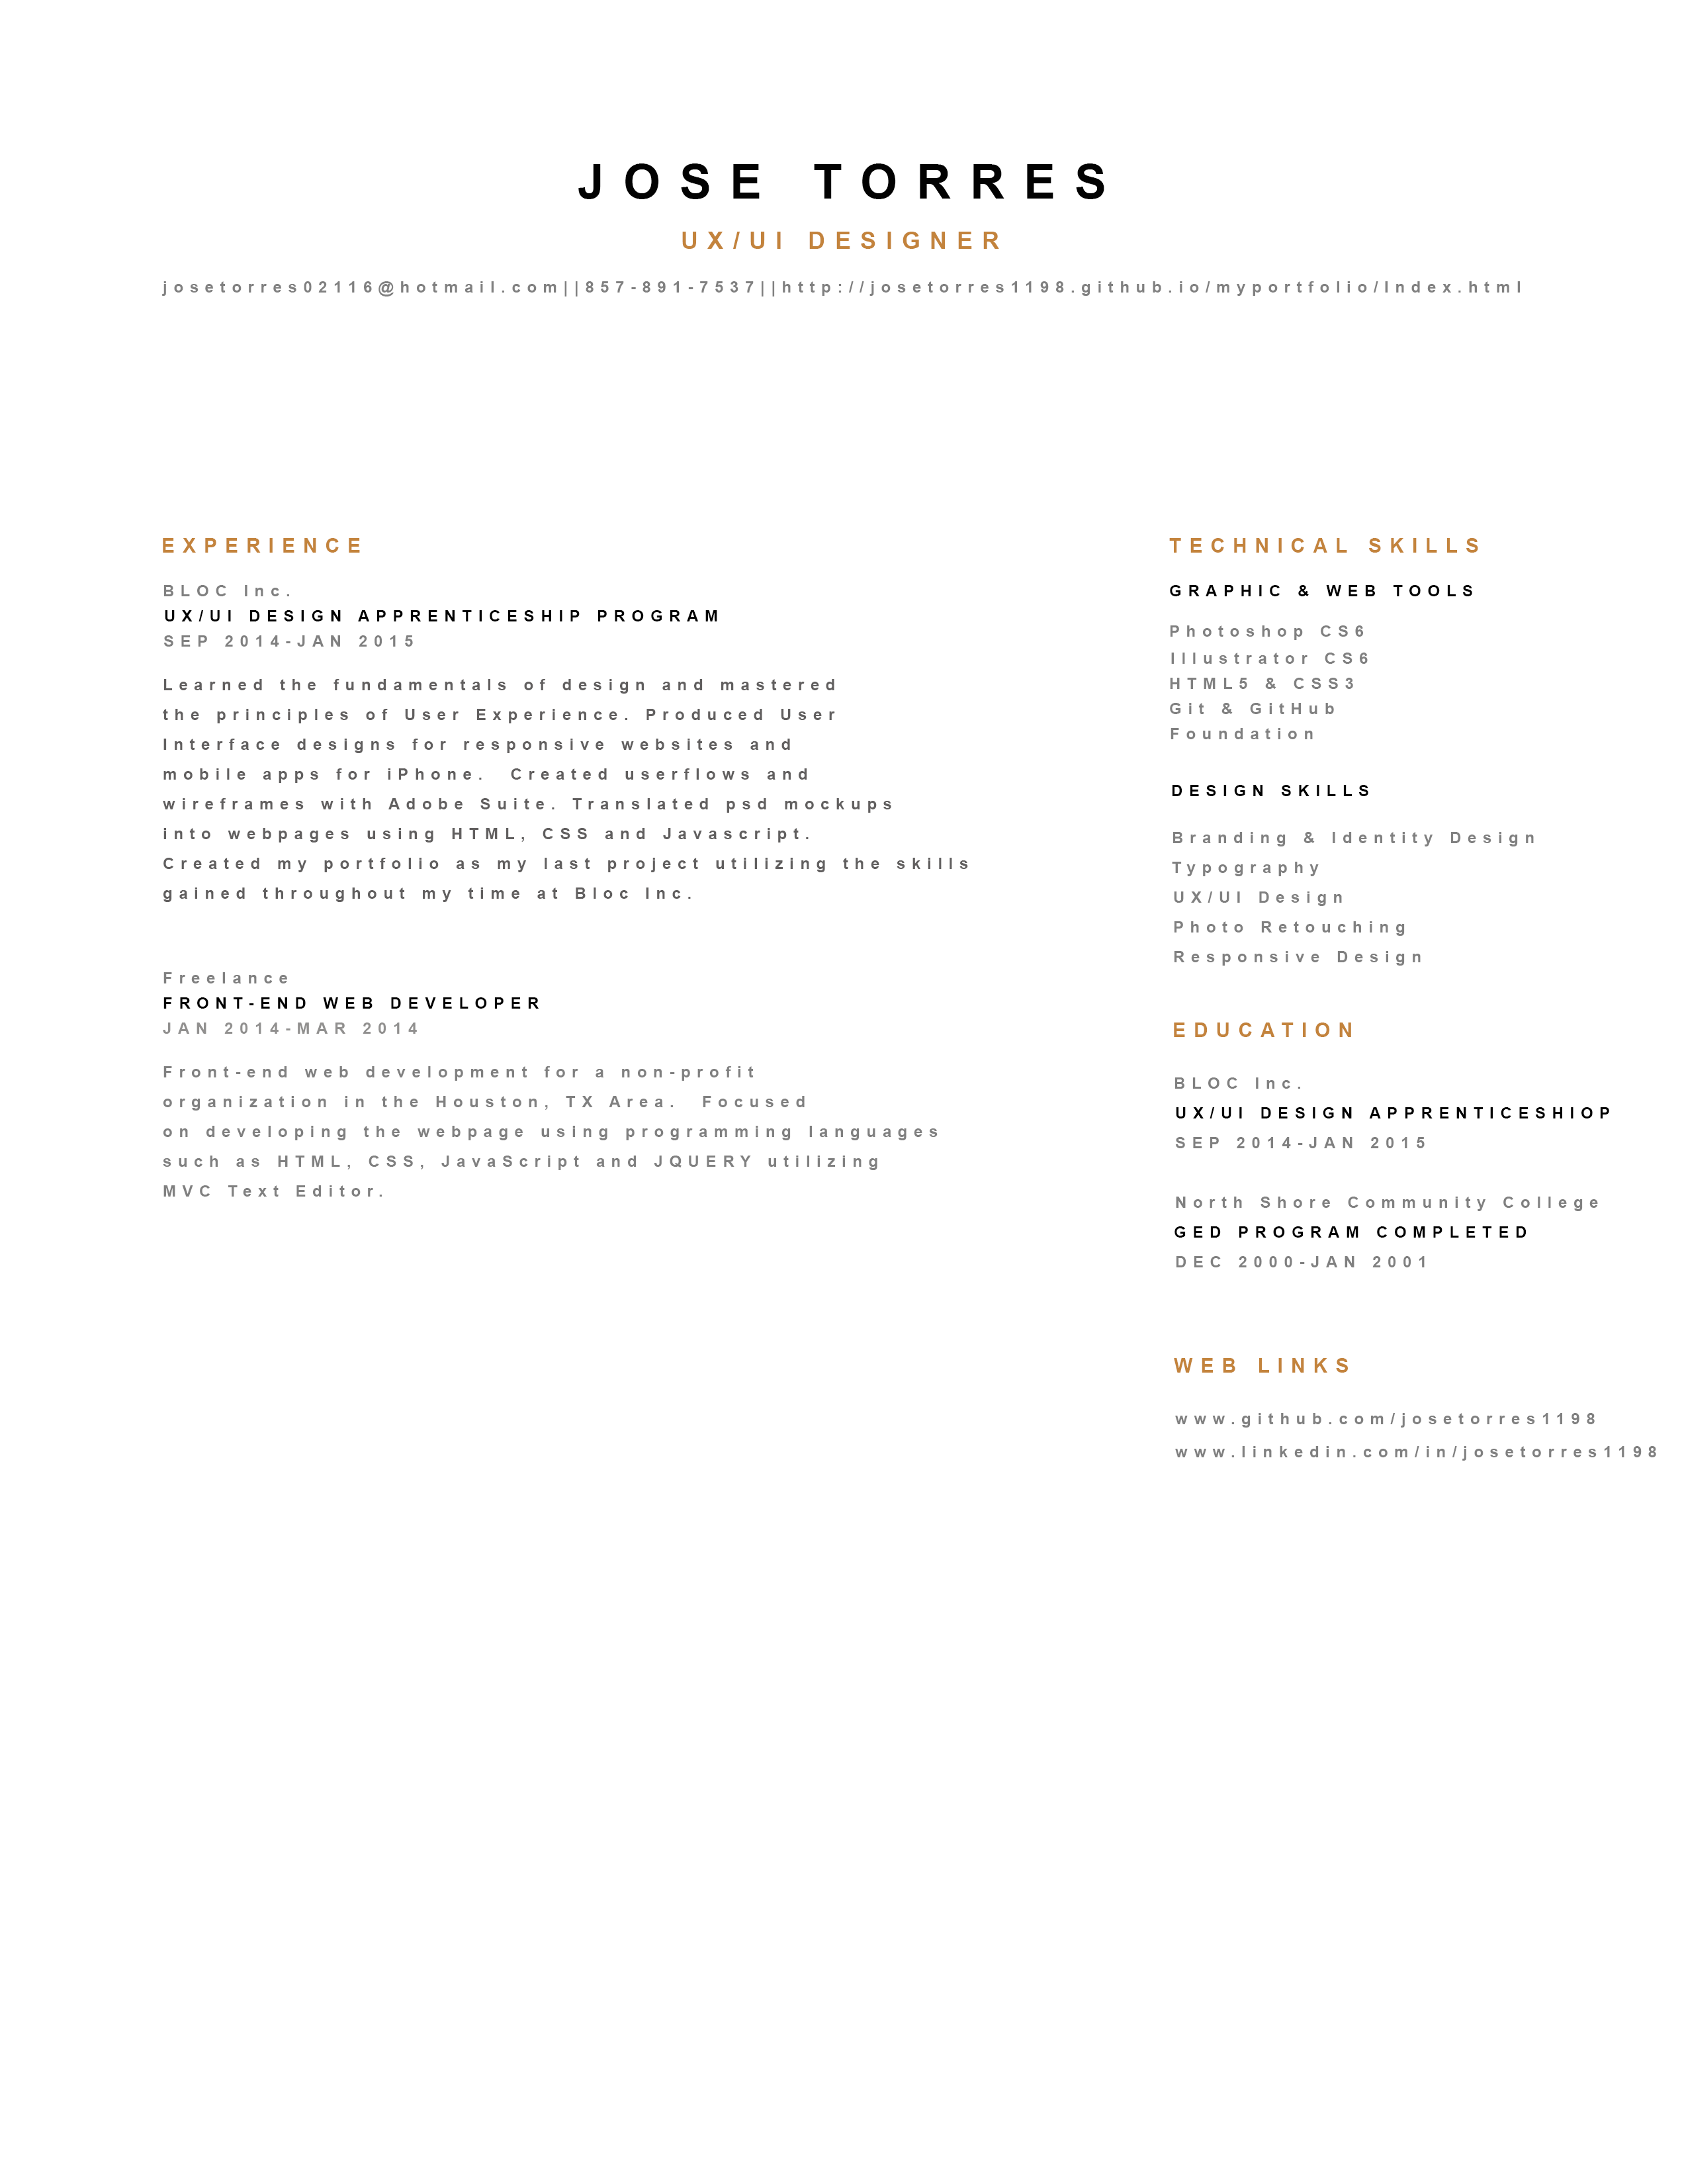 JOSE TORRES
UX/UI DESIGNER
josetorres02116@hotmail.com||857-891-7537||http://josetorres1198.github.io/myportfolio/Index.html
EXPERIENCE
BLOC Inc.
UX/UI DESIGN APPRENTICESHIP PROGRAM
SEP 2014-JAN 2015
Learned the fundamentals of design and mastered
the principles of User Experience. Produced User
Interface designs for responsive websites and
mobile apps for iPhone.  Created userflows and
wireframes with Adobe Suite. Translated psd mockups
into webpages using HTML, CSS and Javascript.
Created my portfolio as my last project utilizing the skills
gained throughout my time at Bloc Inc.
Freelance
FRONT-END WEB DEVELOPER
JAN 2014-MAR 2014
Front-end web development for a non-profit
organization in the Houston, TX Area.  Focused
on developing the webpage using programming languages
such as HTML, CSS, JavaScript and JQUERY utilizing
MVC Text Editor.
TECHNICAL SKILLS
GRAPHIC & WEB TOOLS
Photoshop CS6
Illustrator CS6
HTML5 & CSS3
Git & GitHub
Foundation
DESIGN SKILLS
Branding & Identity Design
Typography
UX/UI Design
Photo Retouching
Responsive Design
EDUCATION
BLOC Inc.
UX/UI DESIGN APPRENTICESHIOP
SEP 2014-JAN 2015
North Shore Community College
GED PROGRAM COMPLETED
DEC 2000-JAN 2001
WEB LINKS
www.github.com/josetorres1198
www.linkedin.com/in/josetorres1198